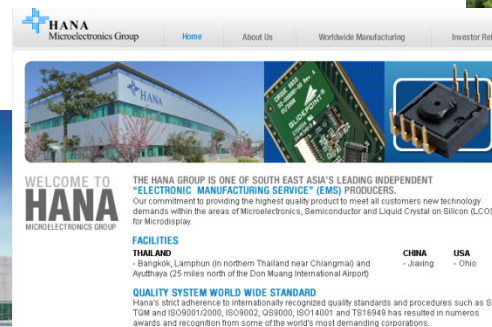 HANA
Microelectronics Group
Home
About Us
Worldwide Manufacturing
Investor Rel
HANA
GLIDEPOINT
WELCOME TO
HANA
MICROELECTRONICS GROUP
THE HANA GROUP IS ONE OF SOUTH EAST ASIA'S LEADING INDEPENDENT
"ELECTRONIC MANUFACTURING SERVICE" (EMS) PRODUCERS.
Our commitment to providing the highest quality product to meet all customers new technology
demands within the areas of Microelectronics, Semiconductor and Liquid Crystal on Silicon (LCOS
for Microdisplay.
FACILITIES
THAILAND
- Bangkok, Lamphun (in northern Thailand near Chiangmai) and
Ayutthaya (25 miles north of the Don Muang International Airport)
CHINA
- Jiaxing
USA
- Ohio
QUALITY SYSTEM WORLD WIDE STANDARD
Hana's strict adherence to internationally recognized quality standards and procedures such as S
TQM and ISO9001/2000, ISO9002, QS9000, ISO14001 and TS16949 has resulted in numeros
awards and recognition from some of the world's most demanding corporations.